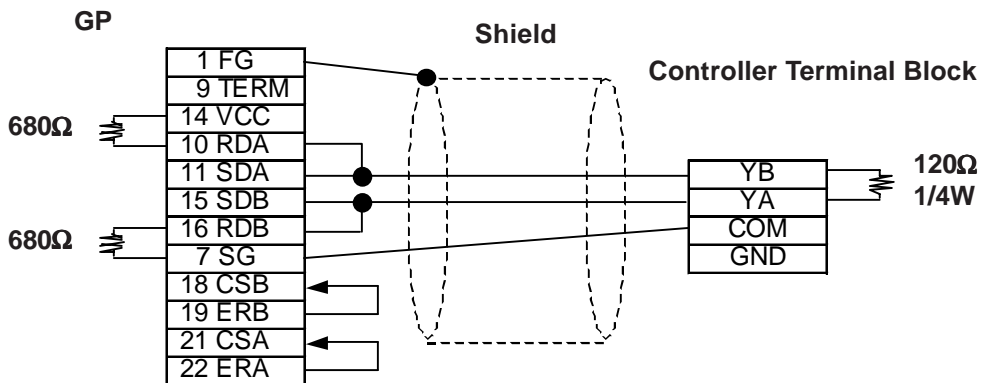 GP
Shield
Controller Terminal Block
1 FG
9 TERM
14 VCC
10 RDA
11 SDA
15 SDB
16 RDB
7 SG
18 CSB
19 ERB
21 CSA
22 ERA
680Ω
680Ω
YB
YA
COM
GND
120Ω
1/4W